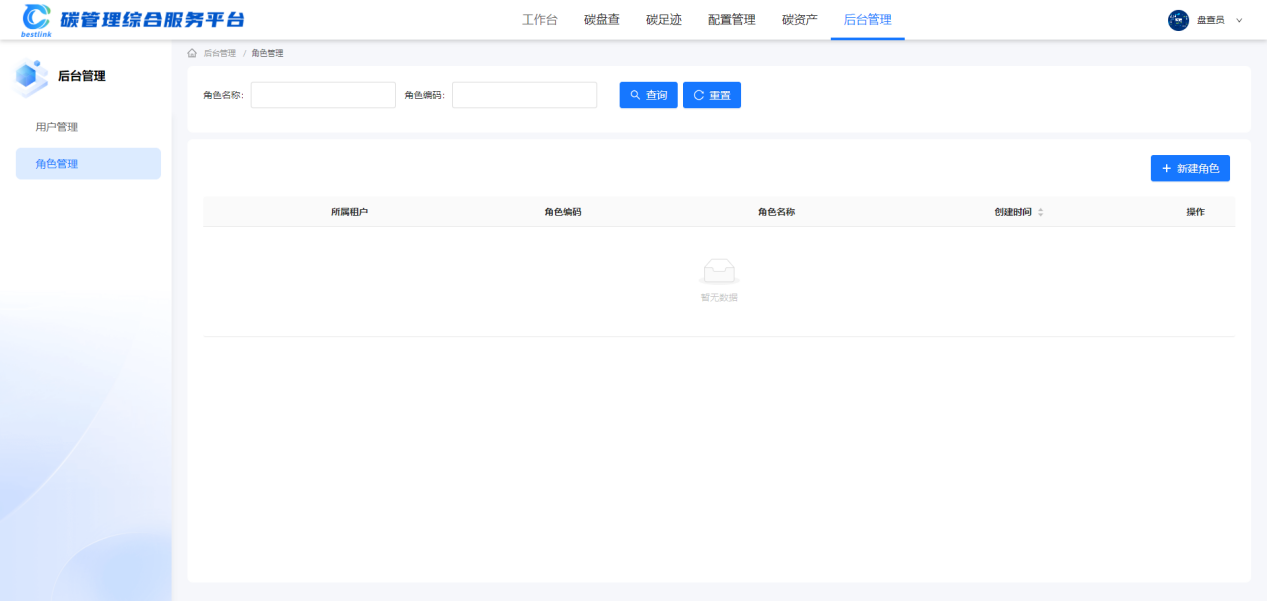 bestlink 碳管理综合服务平台 工作台 碳盘查 碳足迹 配置管理 碳资产 后台管理 盘查员
后台管理 / 角色管理
后台管理
用户管理
角色管理
角色名称: 角色编码: 查询 重置
新建角色
所属租户 角色编码 角色名称 创建时间 操作
暂无数据